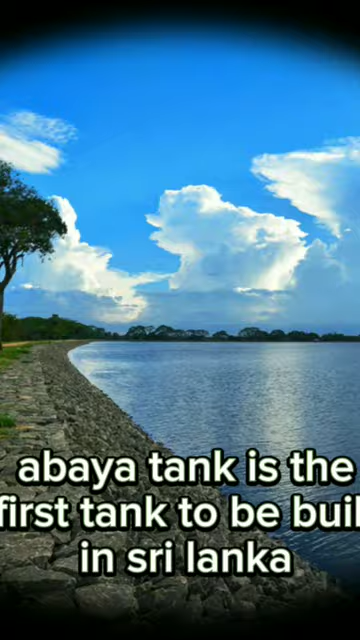 abaya tank is the
first tank to be buil
in sri lanka